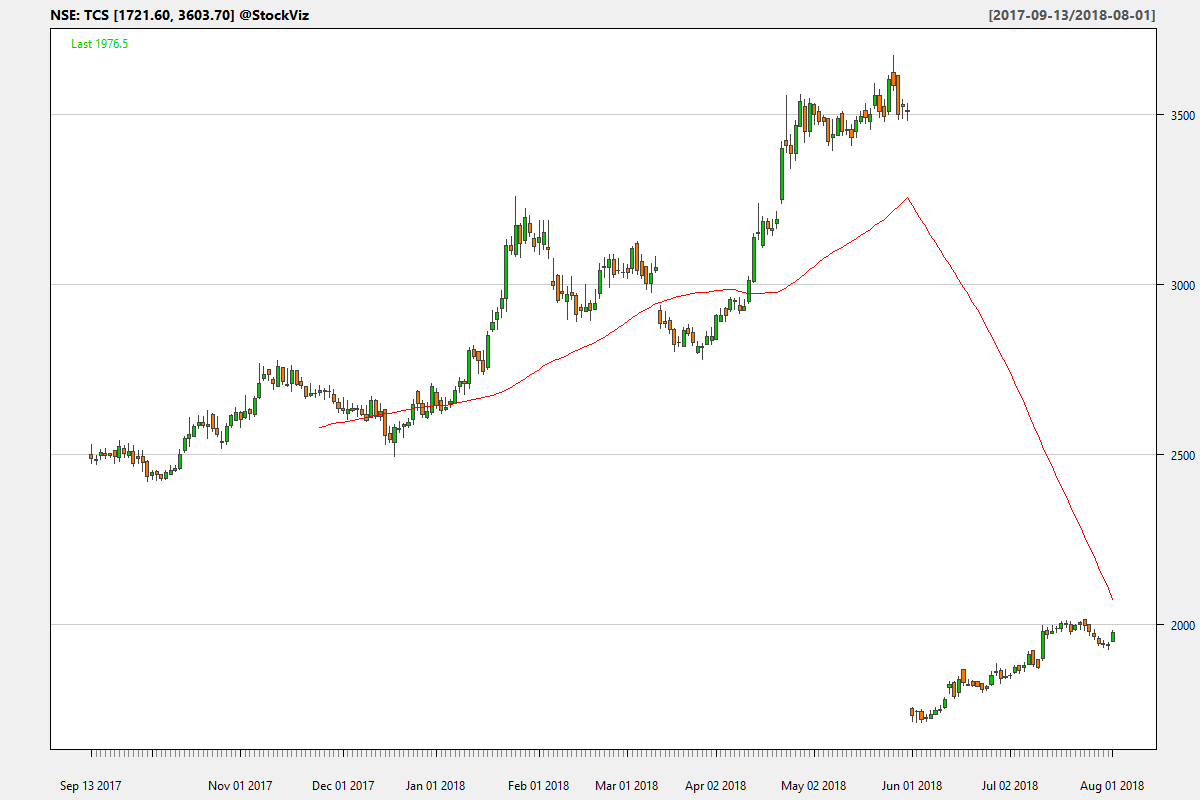 NSE: TCS [1721.60, 3603.70] @StockViz
[2017-09-13/2018-08-01]
Last 1976.5
3500
3000
2500
2000
Sep 13 2017 Nov 01 2017 Dec 01 2017 Jan 01 2018 Feb 01 2018 Mar 01 2018 Apr 02 2018 May 02 2018 Jun 01 2018 Jul 02 2018 Aug 01 2018